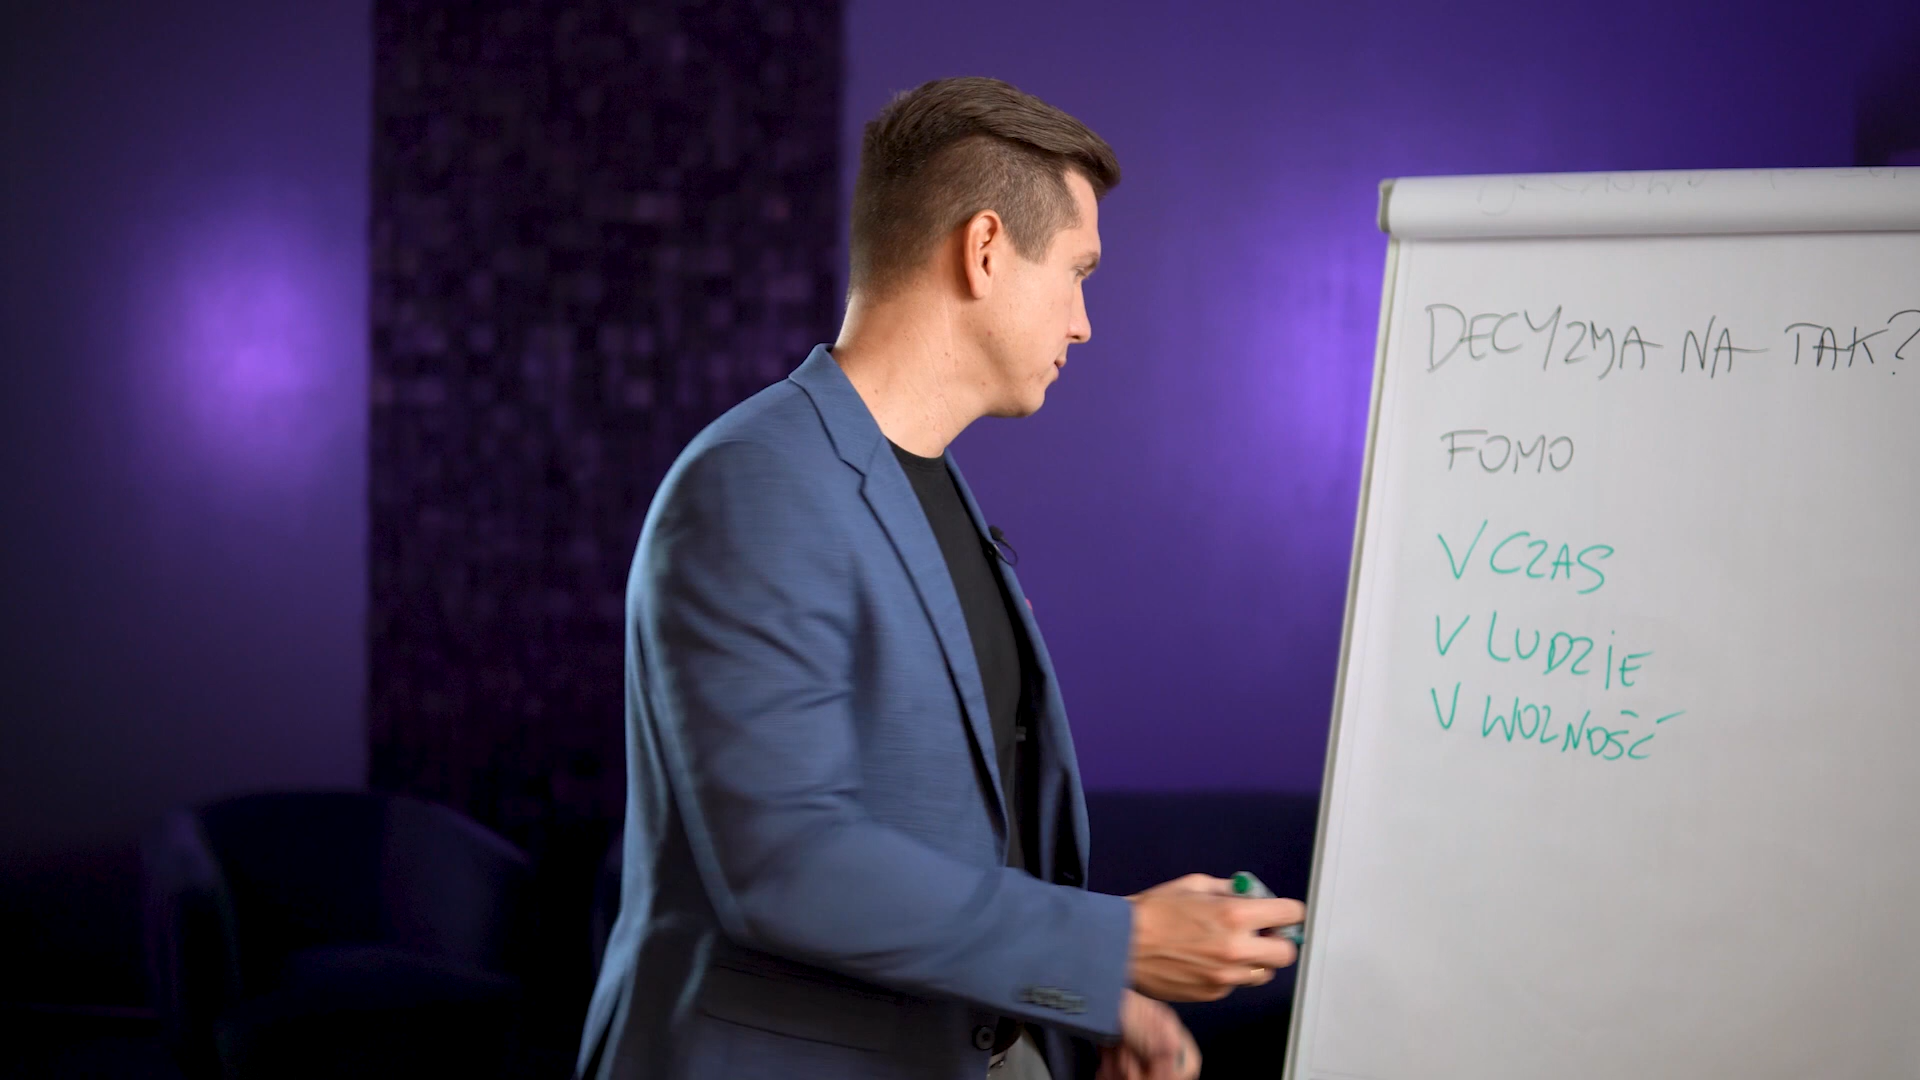 DECYZJA NA TAK?
FOMO
V CZAS
V LUDZIE
V WOLNOŚĆ